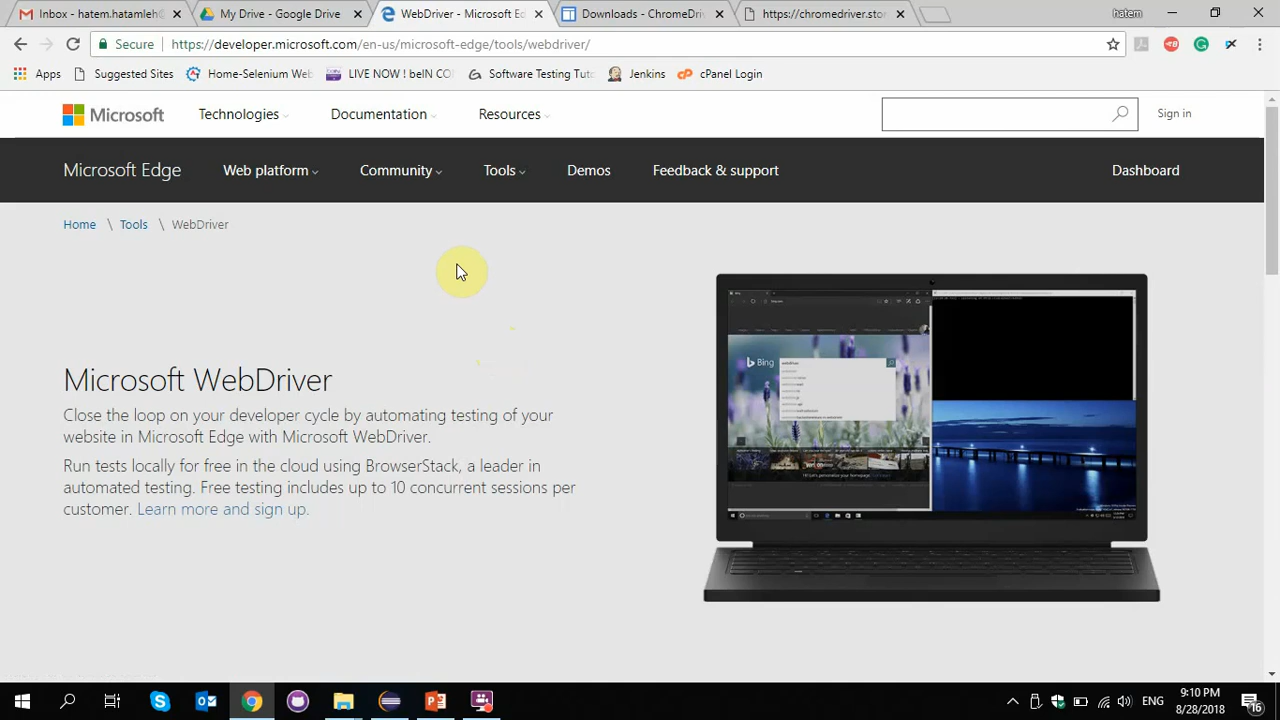 Inbox - hatem.hatamleh@
My Drive - Google Drive
WebDriver - Microsoft Ed
Downloads - ChromeDriv
https://chromedriver.stor
hatem
Secure
https://developer.microsoft.com/en-us/microsoft-edge/tools/webdriver/
Apps
Suggested Sites
Home-Selenium Web
LIVE NOW ! beIN CO
Software Testing Tut
Jenkins
cPanel Login
Microsoft
Technologies
Documentation
Resources
Sign in
Microsoft Edge
Web platform
Community
Tools
Demos
Feedback & support
Dashboard
Home \ Tools \ WebDriver
Bing
Microsoft WebDriver
Close the loop on your developer cycle by automating testing of your
website in Microsoft Edge with Microsoft WebDriver.
Run tests locally for free in the cloud using BrowserStack, a leader in
automated testing. Free testing includes up to 10 concurrent sessions per
customer. Learn more and sign up.
ENG
9:10 PM
8/28/2018
16